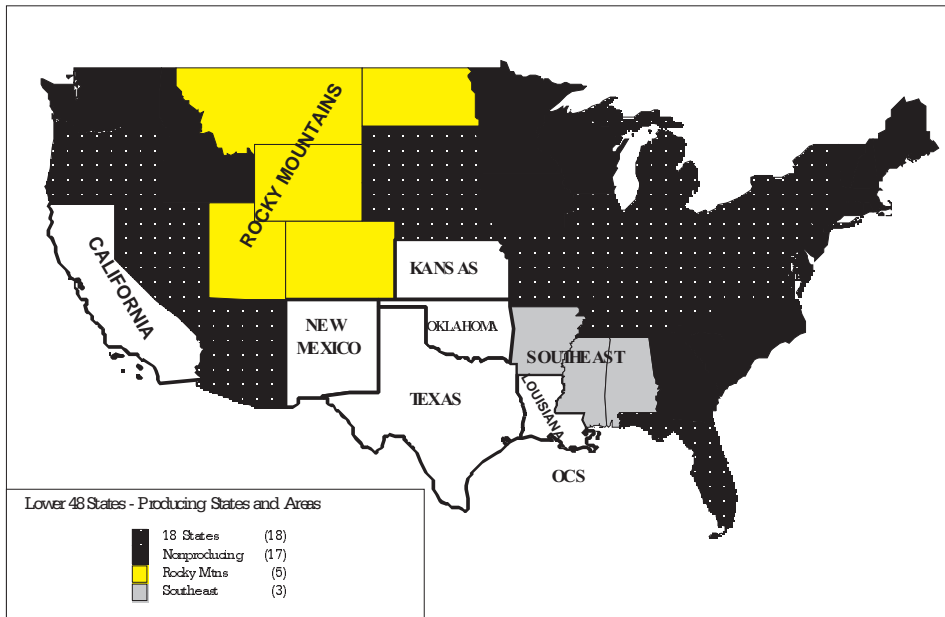 ROCKY MOUNTAINS
CALIFORNIA
KANSAS
NEW
MEXICO
OKLAHOMA
SOUTHEAST
TEXAS
LOUISIANA
OCS
Lower 48 States - Producing States and Areas
18 States (18)
Nonproducing (17)
Rocky Mtns (5)
Southeast (3)